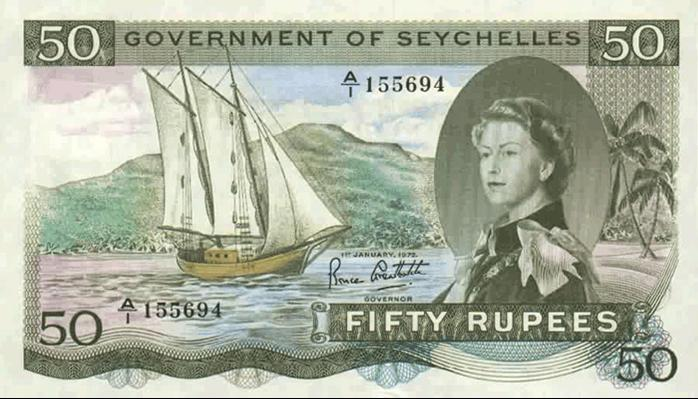 50 GOVERNMENT OF SEYCHELLES 50
A/1 155694
1ST JANUARY, 1972.
GOVERNOR
A/1 155694
50
FIFTY RUPEES
50